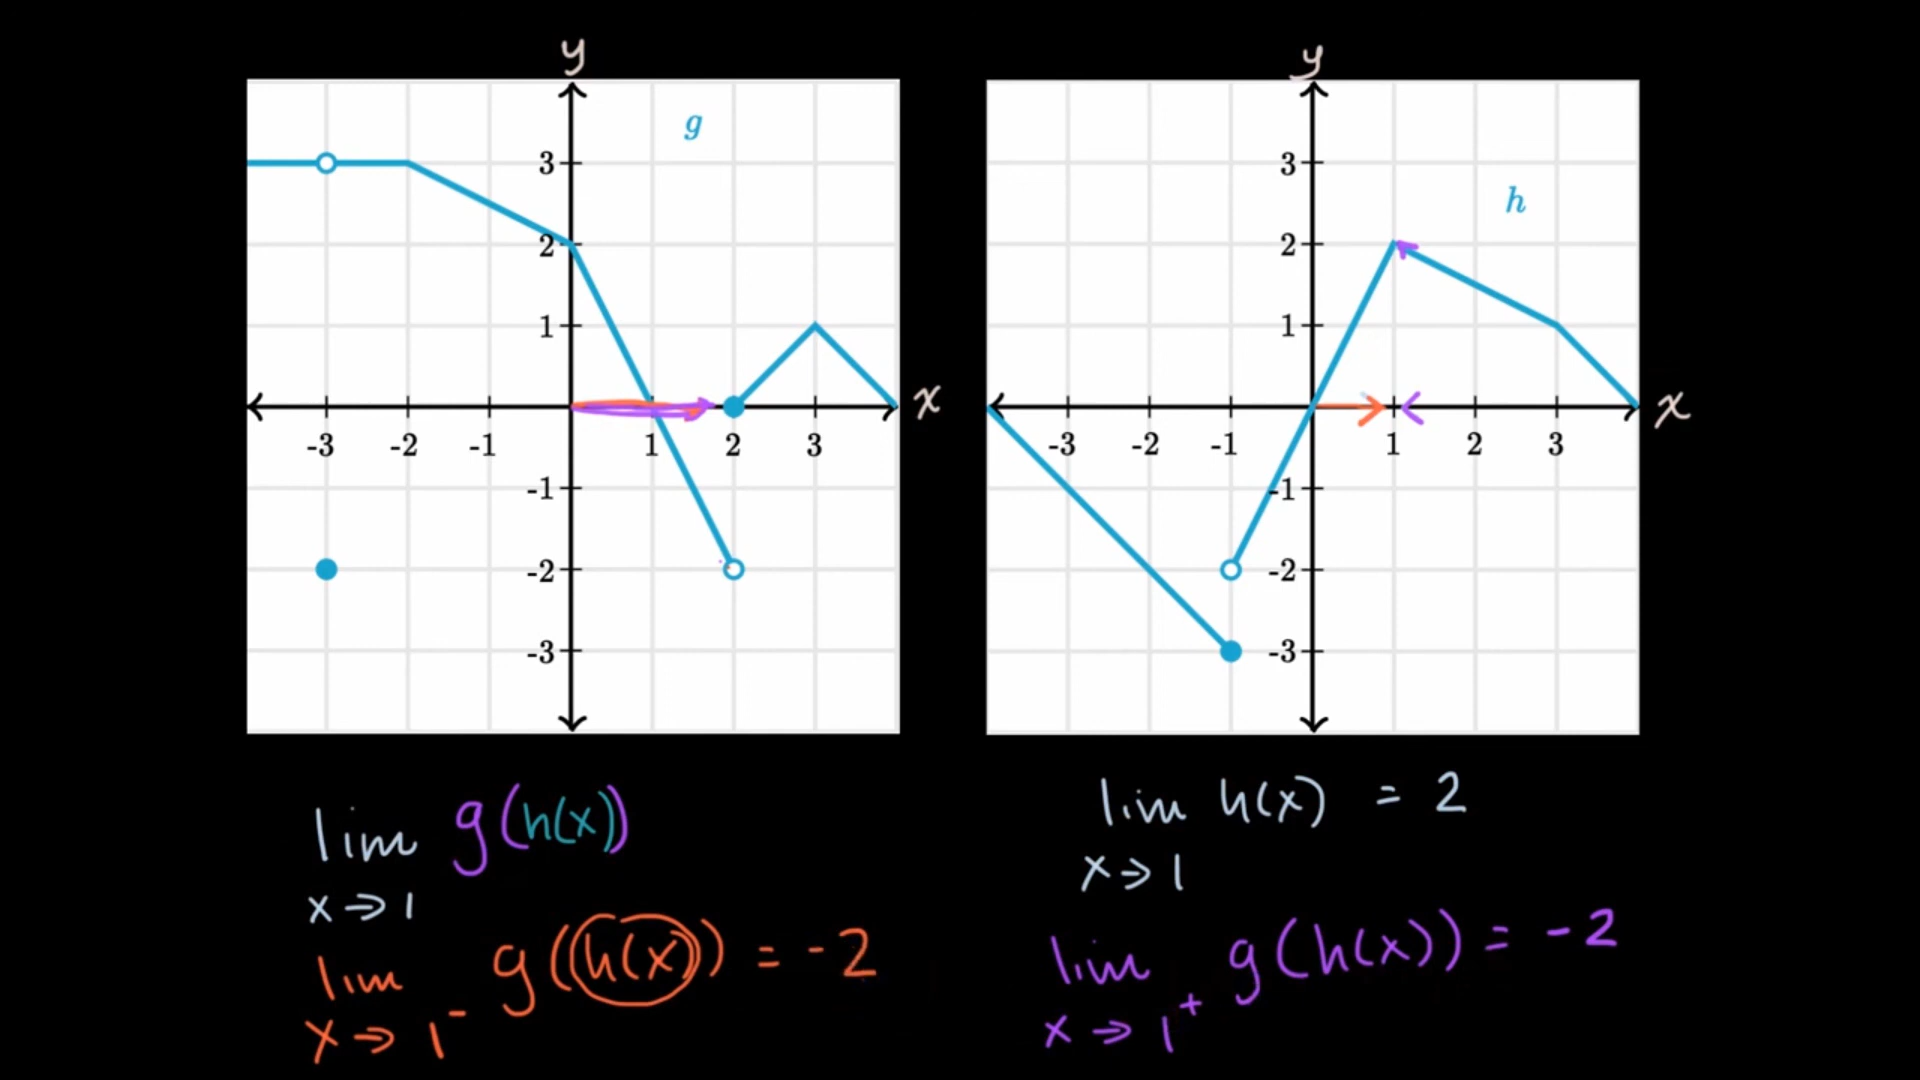 y
g
3
2
1
x
-3 -2 -1 1 2 3
-1
-2
-3
y
h
3
2
1
x
-3 -2 -1 1 2 3
-1
-2
-3
lim g(h(x))
x→1
lim h(x) = 2
x→1
lim g(h(x)) = -2
x→1⁻
lim g(h(x)) = -2
x→1⁺